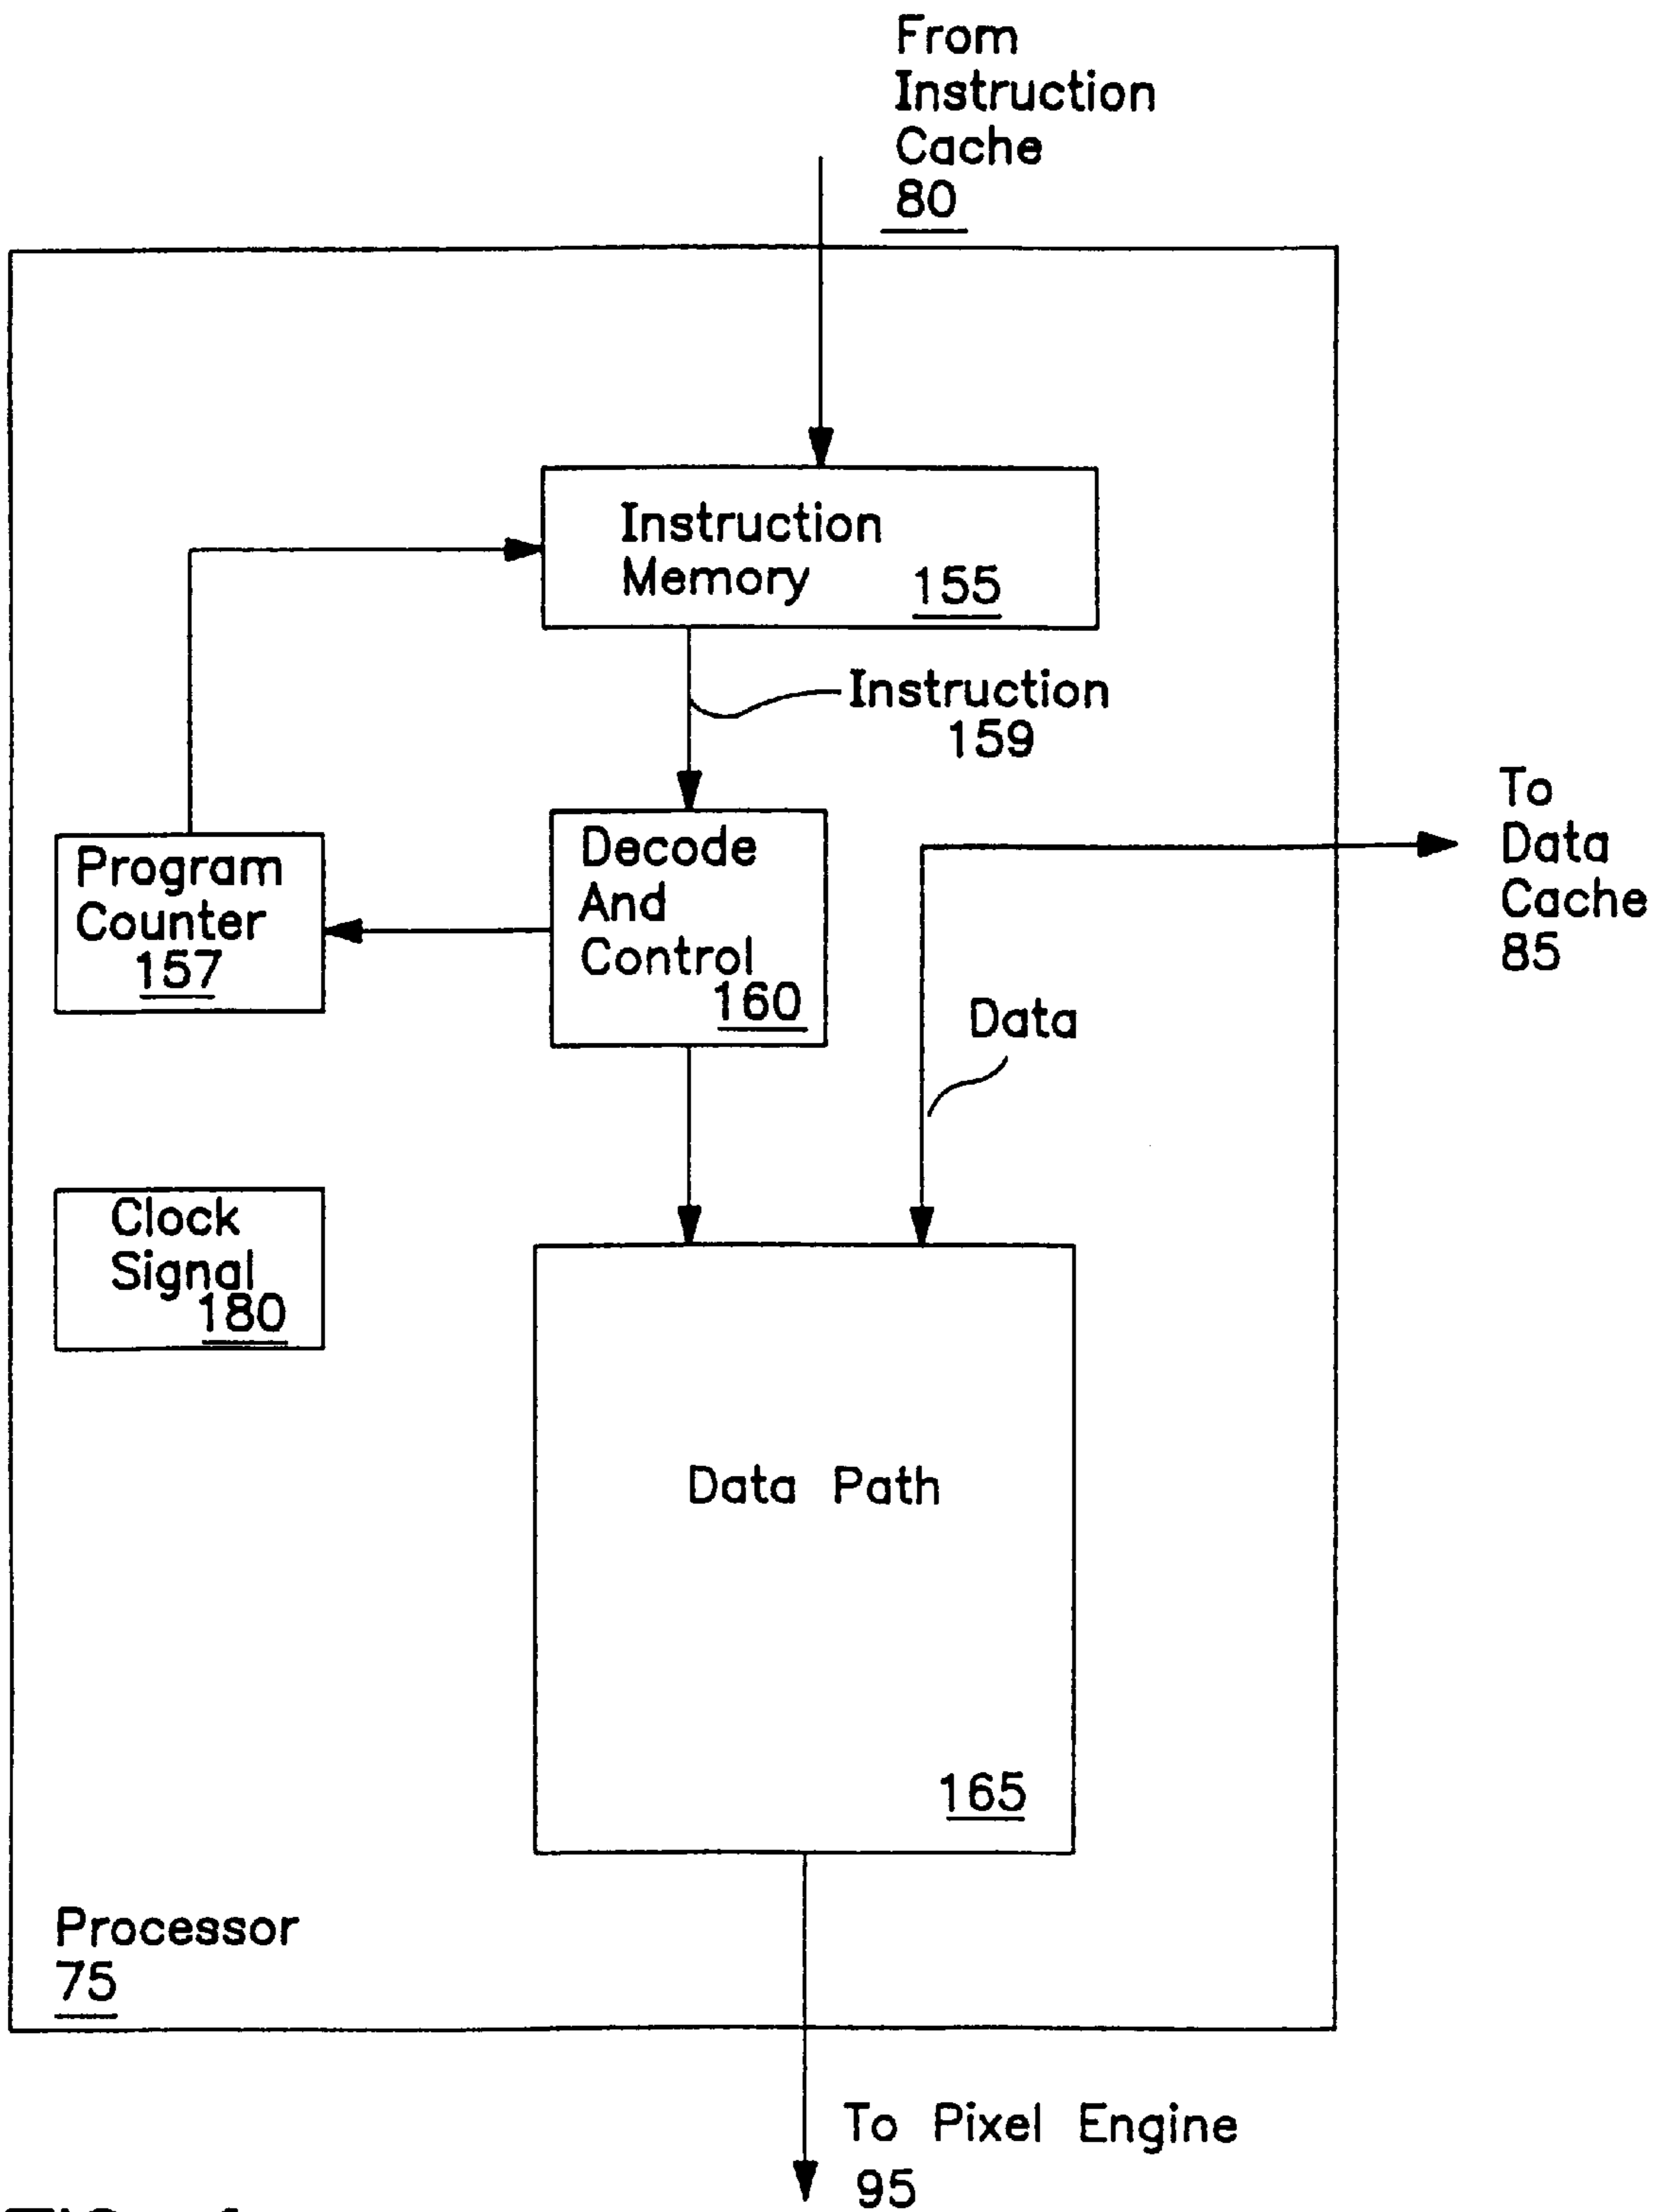 From
Instruction
Cache
80
Instruction
Memory 155
Instruction
159
Program
Counter
157
Decode
And
Control
160
To
Data
Cache
85
Data
Clock
Signal
180
Data Path
165
Processor
75
To Pixel Engine
95